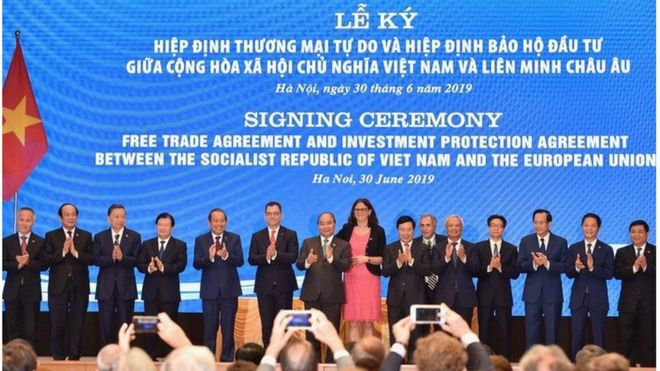 LỄ KÝ
HIỆP ĐỊNH THƯƠNG MẠI TỰ DO VÀ HIỆP ĐỊNH BẢO HỘ ĐẦU TƯ
GIỮA CỘNG HÒA XÃ HỘI CHỦ NGHĨA VIỆT NAM VÀ LIÊN MINH CHÂU ÂU
Hà Nội, ngày 30 tháng 6 năm 2019
SIGNING CEREMONY
FREE TRADE AGREEMENT AND INVESTMENT PROTECTION AGREEMENT
BETWEEN THE SOCIALIST REPUBLIC OF VIET NAM AND THE EUROPEAN UNION
Ha Noi, 30 June 2019